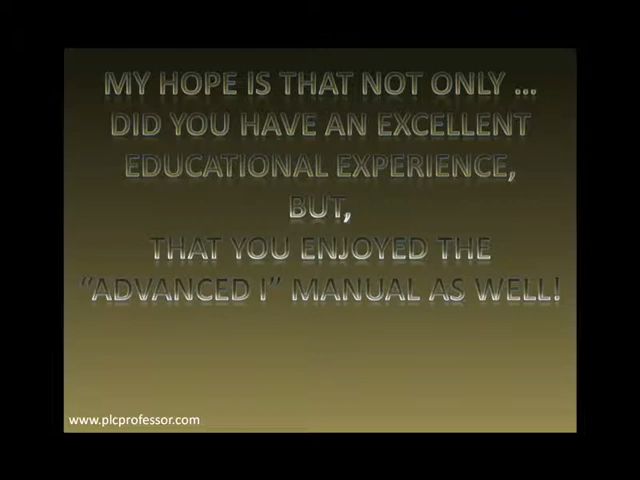 MY HOPE IS THAT NOT ONLY ...
DID YOU HAVE AN EXCELLENT
EDUCATIONAL EXPERIENCE,
BUT,
THAT YOU ENJOYED THE
“ADVANCED I” MANUAL AS WELL!
www.plcprofessor.com